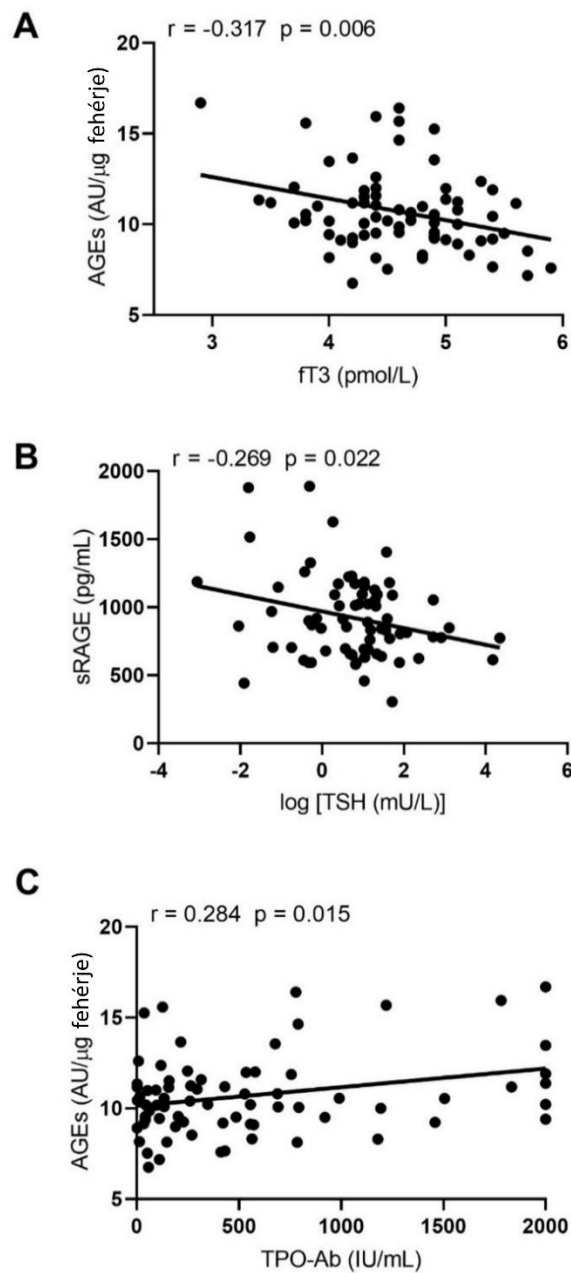 A
r = -0.317 p = 0.006
20
15
10
5
AGEs (AU/μg fehérje)
3 4 5 6
fT3 (pmol/L)
B
r = -0.269 p = 0.022
2000
1500
1000
500
0
sRAGE (pg/mL)
-4 -2 0 2 4 6
log [TSH (mU/L)]
C
r = 0.284 p = 0.015
20
15
10
5
AGEs (AU/μg fehérje)
0 500 1000 1500 2000
TPO-Ab (IU/mL)